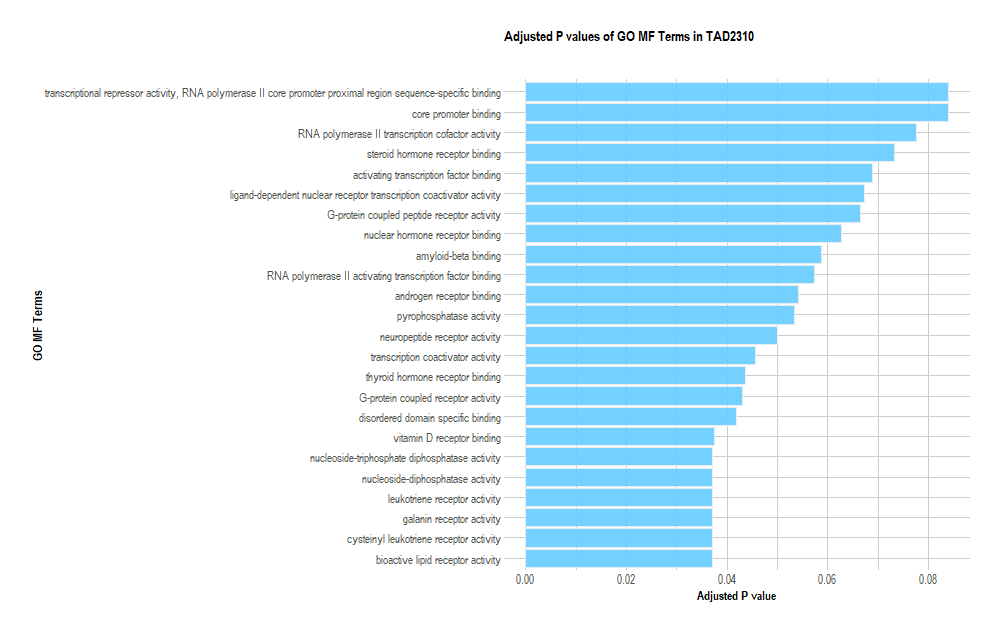 Adjusted P values of GO MF Terms in TAD2310
GO MF Terms
transcriptional repressor activity, RNA polymerase II core promoter proximal region sequence-specific binding
core promoter binding
RNA polymerase II transcription cofactor activity
steroid hormone receptor binding
activating transcription factor binding
ligand-dependent nuclear receptor transcription coactivator activity
G-protein coupled peptide receptor activity
nuclear hormone receptor binding
amyloid-beta binding
RNA polymerase II activating transcription factor binding
androgen receptor binding
pyrophosphatase activity
neuropeptide receptor activity
transcription coactivator activity
thyroid hormone receptor binding
G-protein coupled receptor activity
disordered domain specific binding
vitamin D receptor binding
nucleoside-triphosphate diphosphatase activity
nucleoside-diphosphatase activity
leukotriene receptor activity
galanin receptor activity
cysteinyl leukotriene receptor activity
bioactive lipid receptor activity
0.00 0.02 0.04 0.06 0.08
Adjusted P value